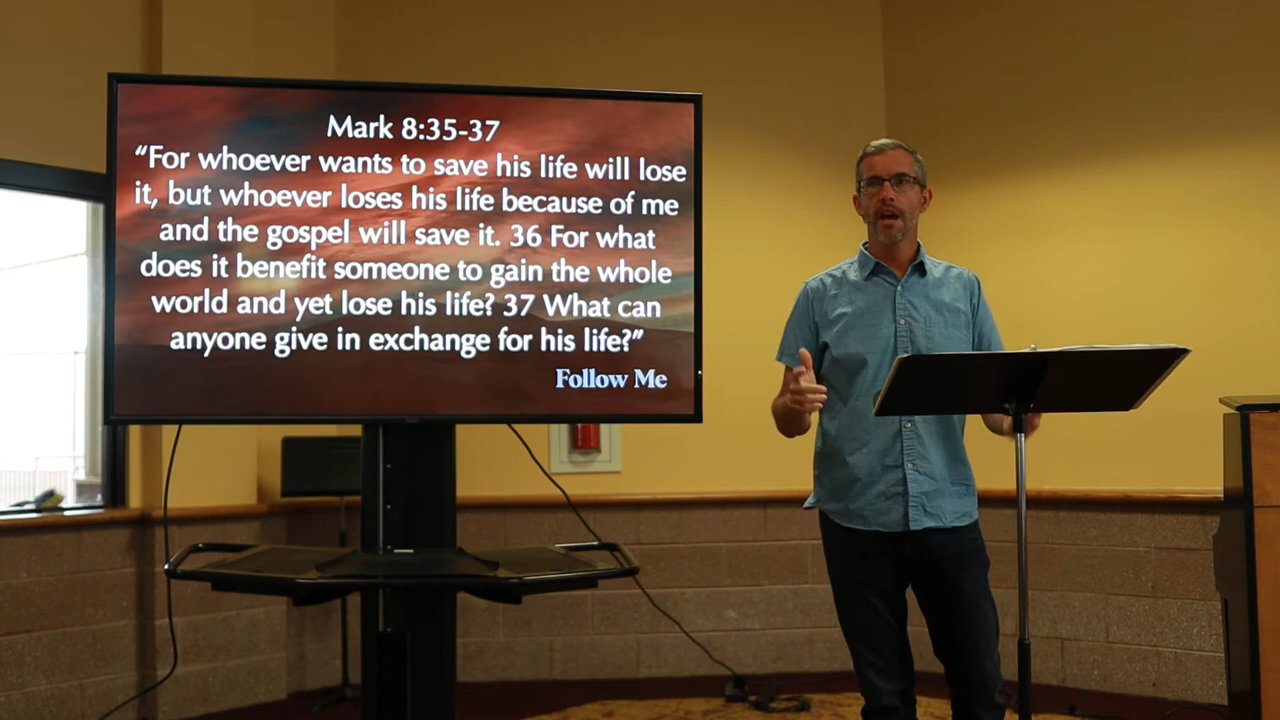 Mark 8:35-37
“For whoever wants to save his life will lose
it, but whoever loses his life because of me
and the gospel will save it. 36 For what
does it benefit someone to gain the whole
world and yet lose his life? 37 What can
anyone give in exchange for his life?”
Follow Me